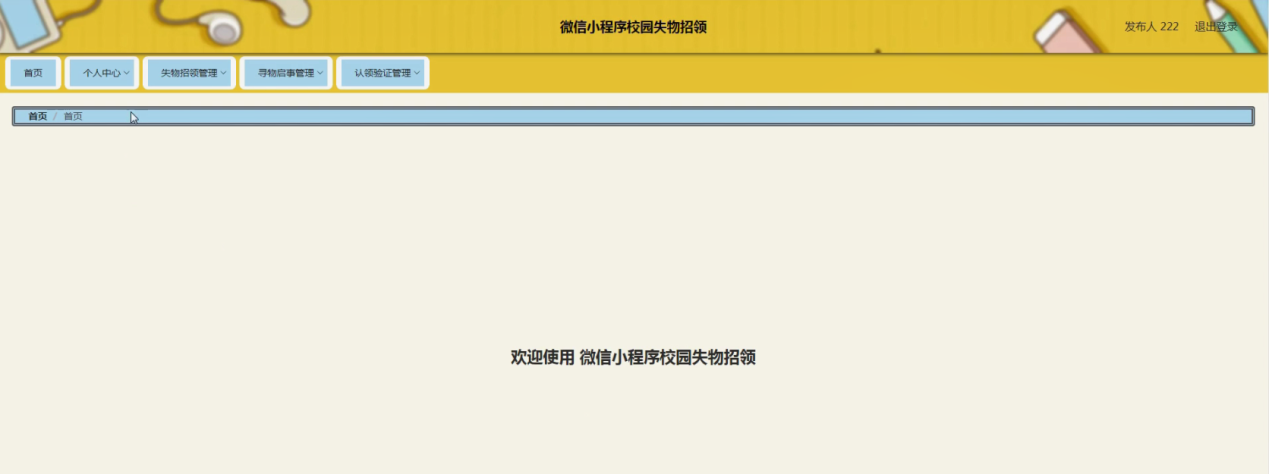 微信小程序校园失物招领
发布人 222 退出登录
首页 个人中心 失物招领管理 寻物启事管理 认领验证管理
首页 / 首页
欢迎使用 微信小程序校园失物招领